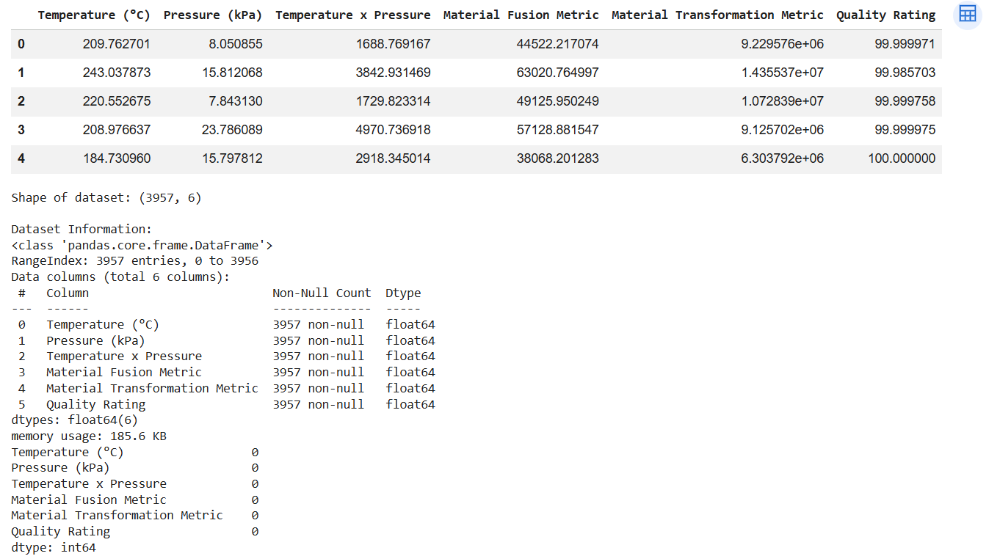 Temperature (°C) Pressure (kPa) Temperature x Pressure Material Fusion Metric Material Transformation Metric Quality Rating
0 209.762701 8.050855 1688.769167 44522.217074 9.229576e+06 99.999971
1 243.037873 15.812068 3842.931469 63020.764997 1.435537e+07 99.985703
2 220.552675 7.843130 1729.823314 49125.950249 1.072839e+07 99.999758
3 208.976637 23.786089 4970.736918 57128.881547 9.125702e+06 99.999975
4 184.730960 15.797812 2918.345014 38068.201283 6.303792e+06 100.000000
Shape of dataset: (3957, 6)
Dataset Information:
<class 'pandas.core.frame.DataFrame'>
RangeIndex: 3957 entries, 0 to 3956
Data columns (total 6 columns):
# Column Non-Null Count Dtype
--- ------ -------------- -----
0 Temperature (°C) 3957 non-null float64
1 Pressure (kPa) 3957 non-null float64
2 Temperature x Pressure 3957 non-null float64
3 Material Fusion Metric 3957 non-null float64
4 Material Transformation Metric 3957 non-null float64
5 Quality Rating 3957 non-null float64
dtypes: float64(6)
memory usage: 185.6 KB
Temperature (°C) 0
Pressure (kPa) 0
Temperature x Pressure 0
Material Fusion Metric 0
Material Transformation Metric 0
Quality Rating 0
dtype: int64